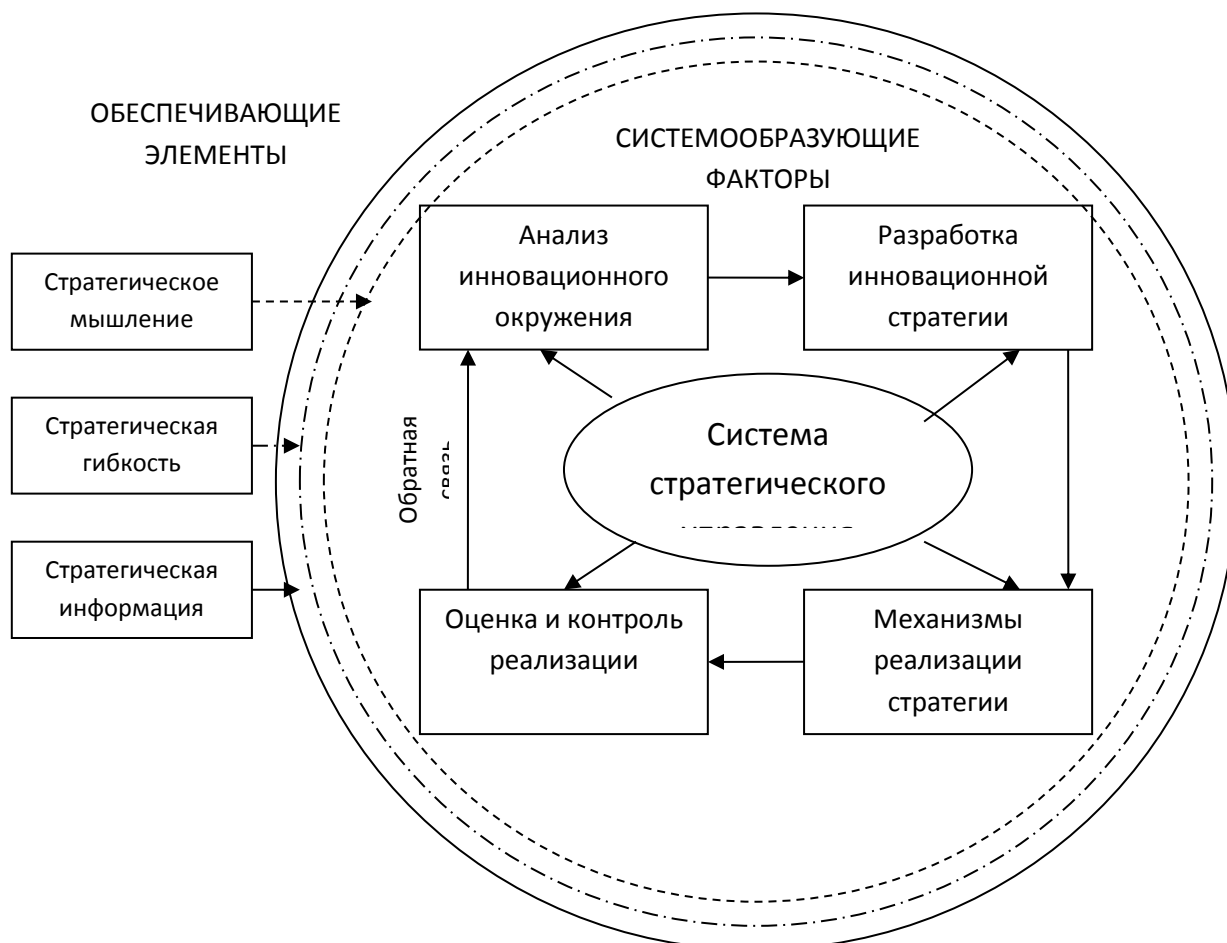 ОБЕСПЕЧИВАЮЩИЕ
ЭЛЕМЕНТЫ
СИСТЕМООБРАЗУЮЩИЕ
ФАКТОРЫ
Стратегическое
мышление
Стратегическая
гибкость
Стратегическая
информация
Анализ
инновационного
окружения
Разработка
инновационной
стратегии
Обратная
Система
стратегического
Оценка и контроль
реализации
Механизмы
реализации
стратегии